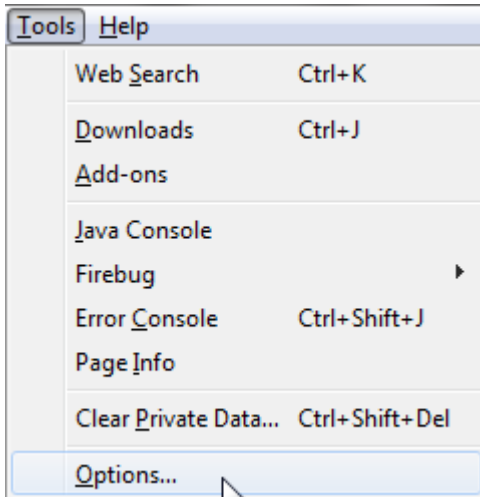 Tools Help
Web Search Ctrl+K
Downloads Ctrl+J
Add-ons
Java Console
Firebug
Error Console Ctrl+Shift+J
Page Info
Clear Private Data... Ctrl+Shift+Del
Options...